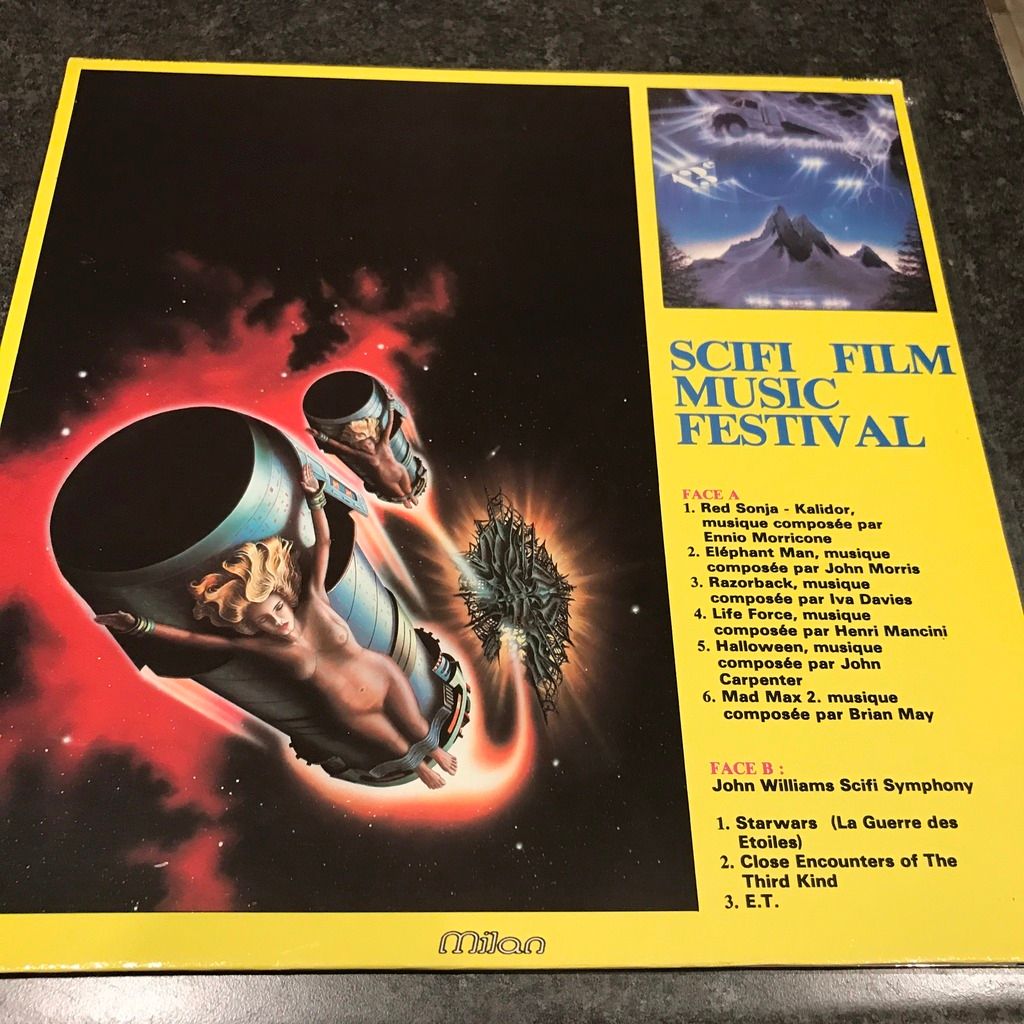 SCIFI FILM
MUSIC
FESTIVAL
FACE A
1. Red Sonja - Kalidor,
musique composée par
Ennio Morricone
2. Eléphant Man, musique
composée par John Morris
3. Razorback, musique
composée par Iva Davies
4. Life Force, musique
composée par Henri Mancini
5. Halloween, musique
composée par John
Carpenter
6. Mad Max 2. musique
composée par Brian May
FACE B :
John Williams Scifi Symphony
1. Starwars (La Guerre des
Etoiles)
2. Close Encounters of The
Third Kind
3. E.T.
Milan